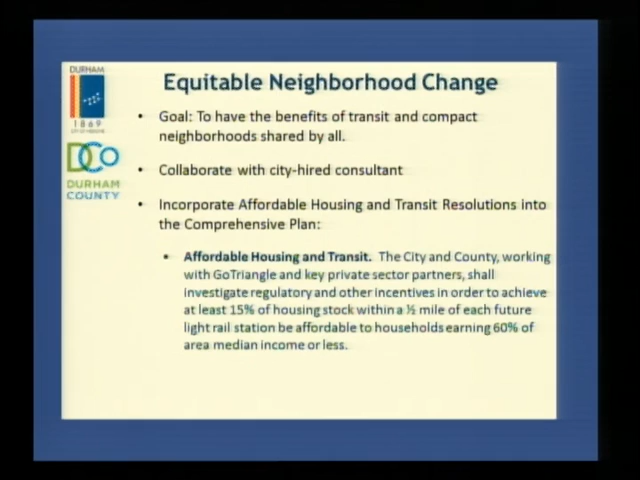 DURHAM
1869
CITY OF MEDICINE
DCo
DURHAM
COUNTY
Equitable Neighborhood Change
• Goal: To have the benefits of transit and compact
neighborhoods shared by all.
• Collaborate with city-hired consultant
• Incorporate Affordable Housing and Transit Resolutions into
the Comprehensive Plan:
• Affordable Housing and Transit. The City and County, working
with GoTriangle and key private sector partners, shall
investigate regulatory and other incentives in order to achieve
at least 15% of housing stock within a ½ mile of each future
light rail station be affordable to households earning 60% of
area median income or less.